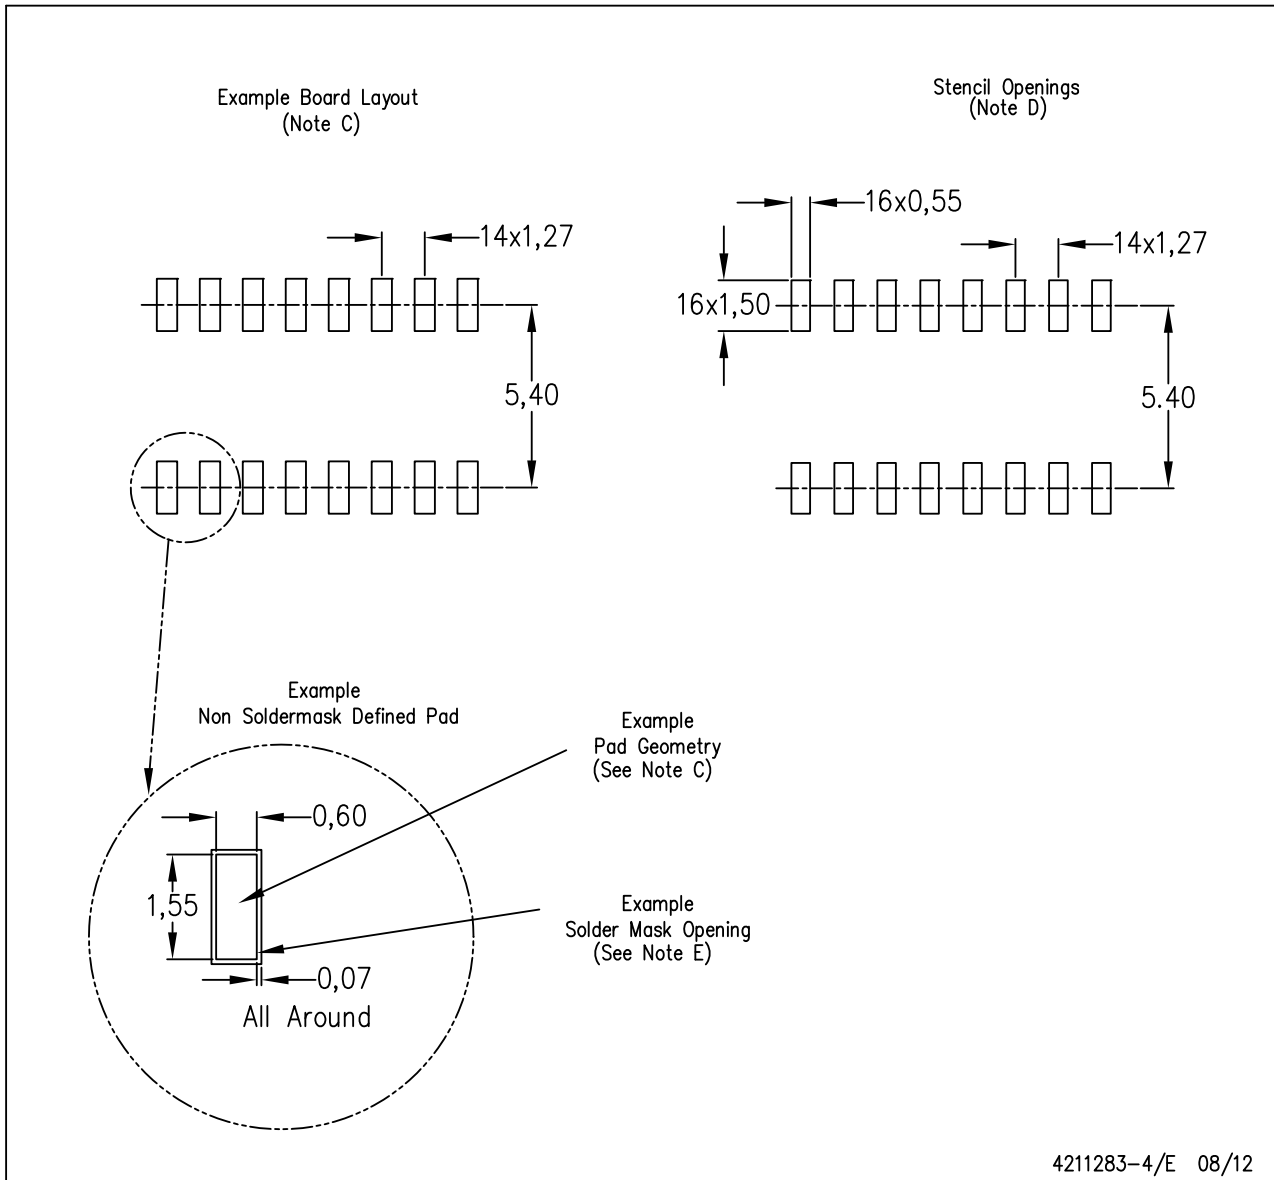 Example Board Layout
(Note C)
Stencil Openings
(Note D)
14x1,27
5,40
16x0,55
14x1,27
16x1,50
5.40
Example
Non Soldermask Defined Pad
Example
Pad Geometry
(See Note C)
0,60
1,55
0,07
All Around
Example
Solder Mask Opening
(See Note E)
4211283-4/E 08/12